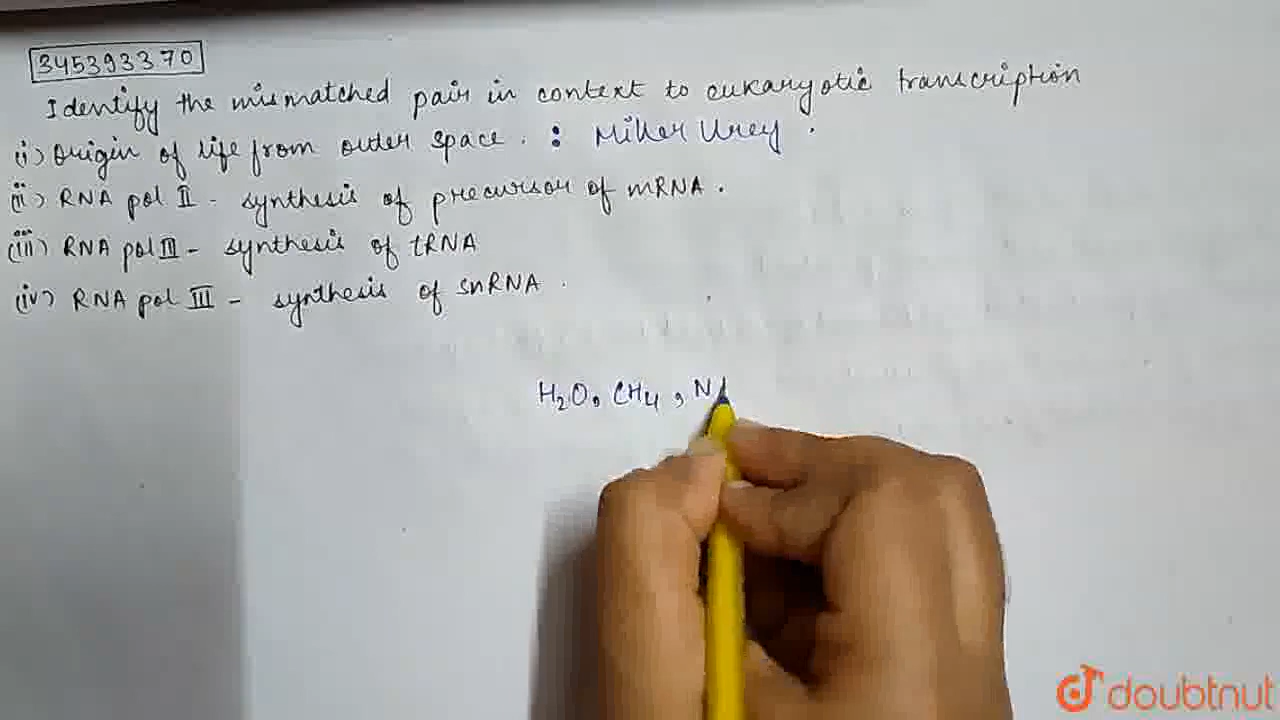 345393370
Identify the mismatched pair in context to eukaryotic transcription
(i) Origin of life from outer space. : Miller Urey.
(ii) RNA pol II - synthesis of precursor of mRNA.
(iii) RNA pol III - synthesis of tRNA
(iv) RNA pol III - synthesis of SnRNA.
H2O, CH4, N
doubtnut